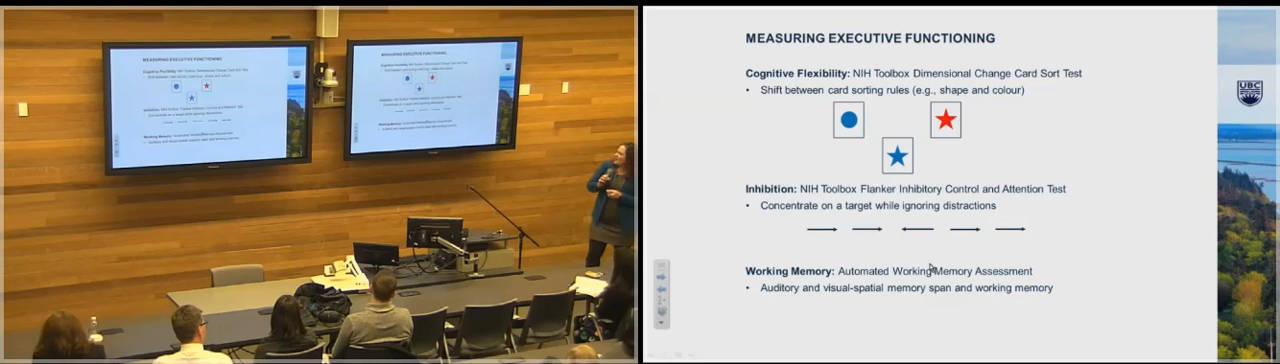 MEASURING EXECUTIVE FUNCTIONING
Cognitive Flexibility: NIH Toolbox Dimensional Change Card Sort Test
• Shift between card sorting rules (e.g., shape and colour)
Inhibition: NIH Toolbox Flanker Inhibitory Control and Attention Test
• Concentrate on a target while ignoring distractions
Working Memory: Automated Working Memory Assessment
• Auditory and visual-spatial memory span and working memory
UBC